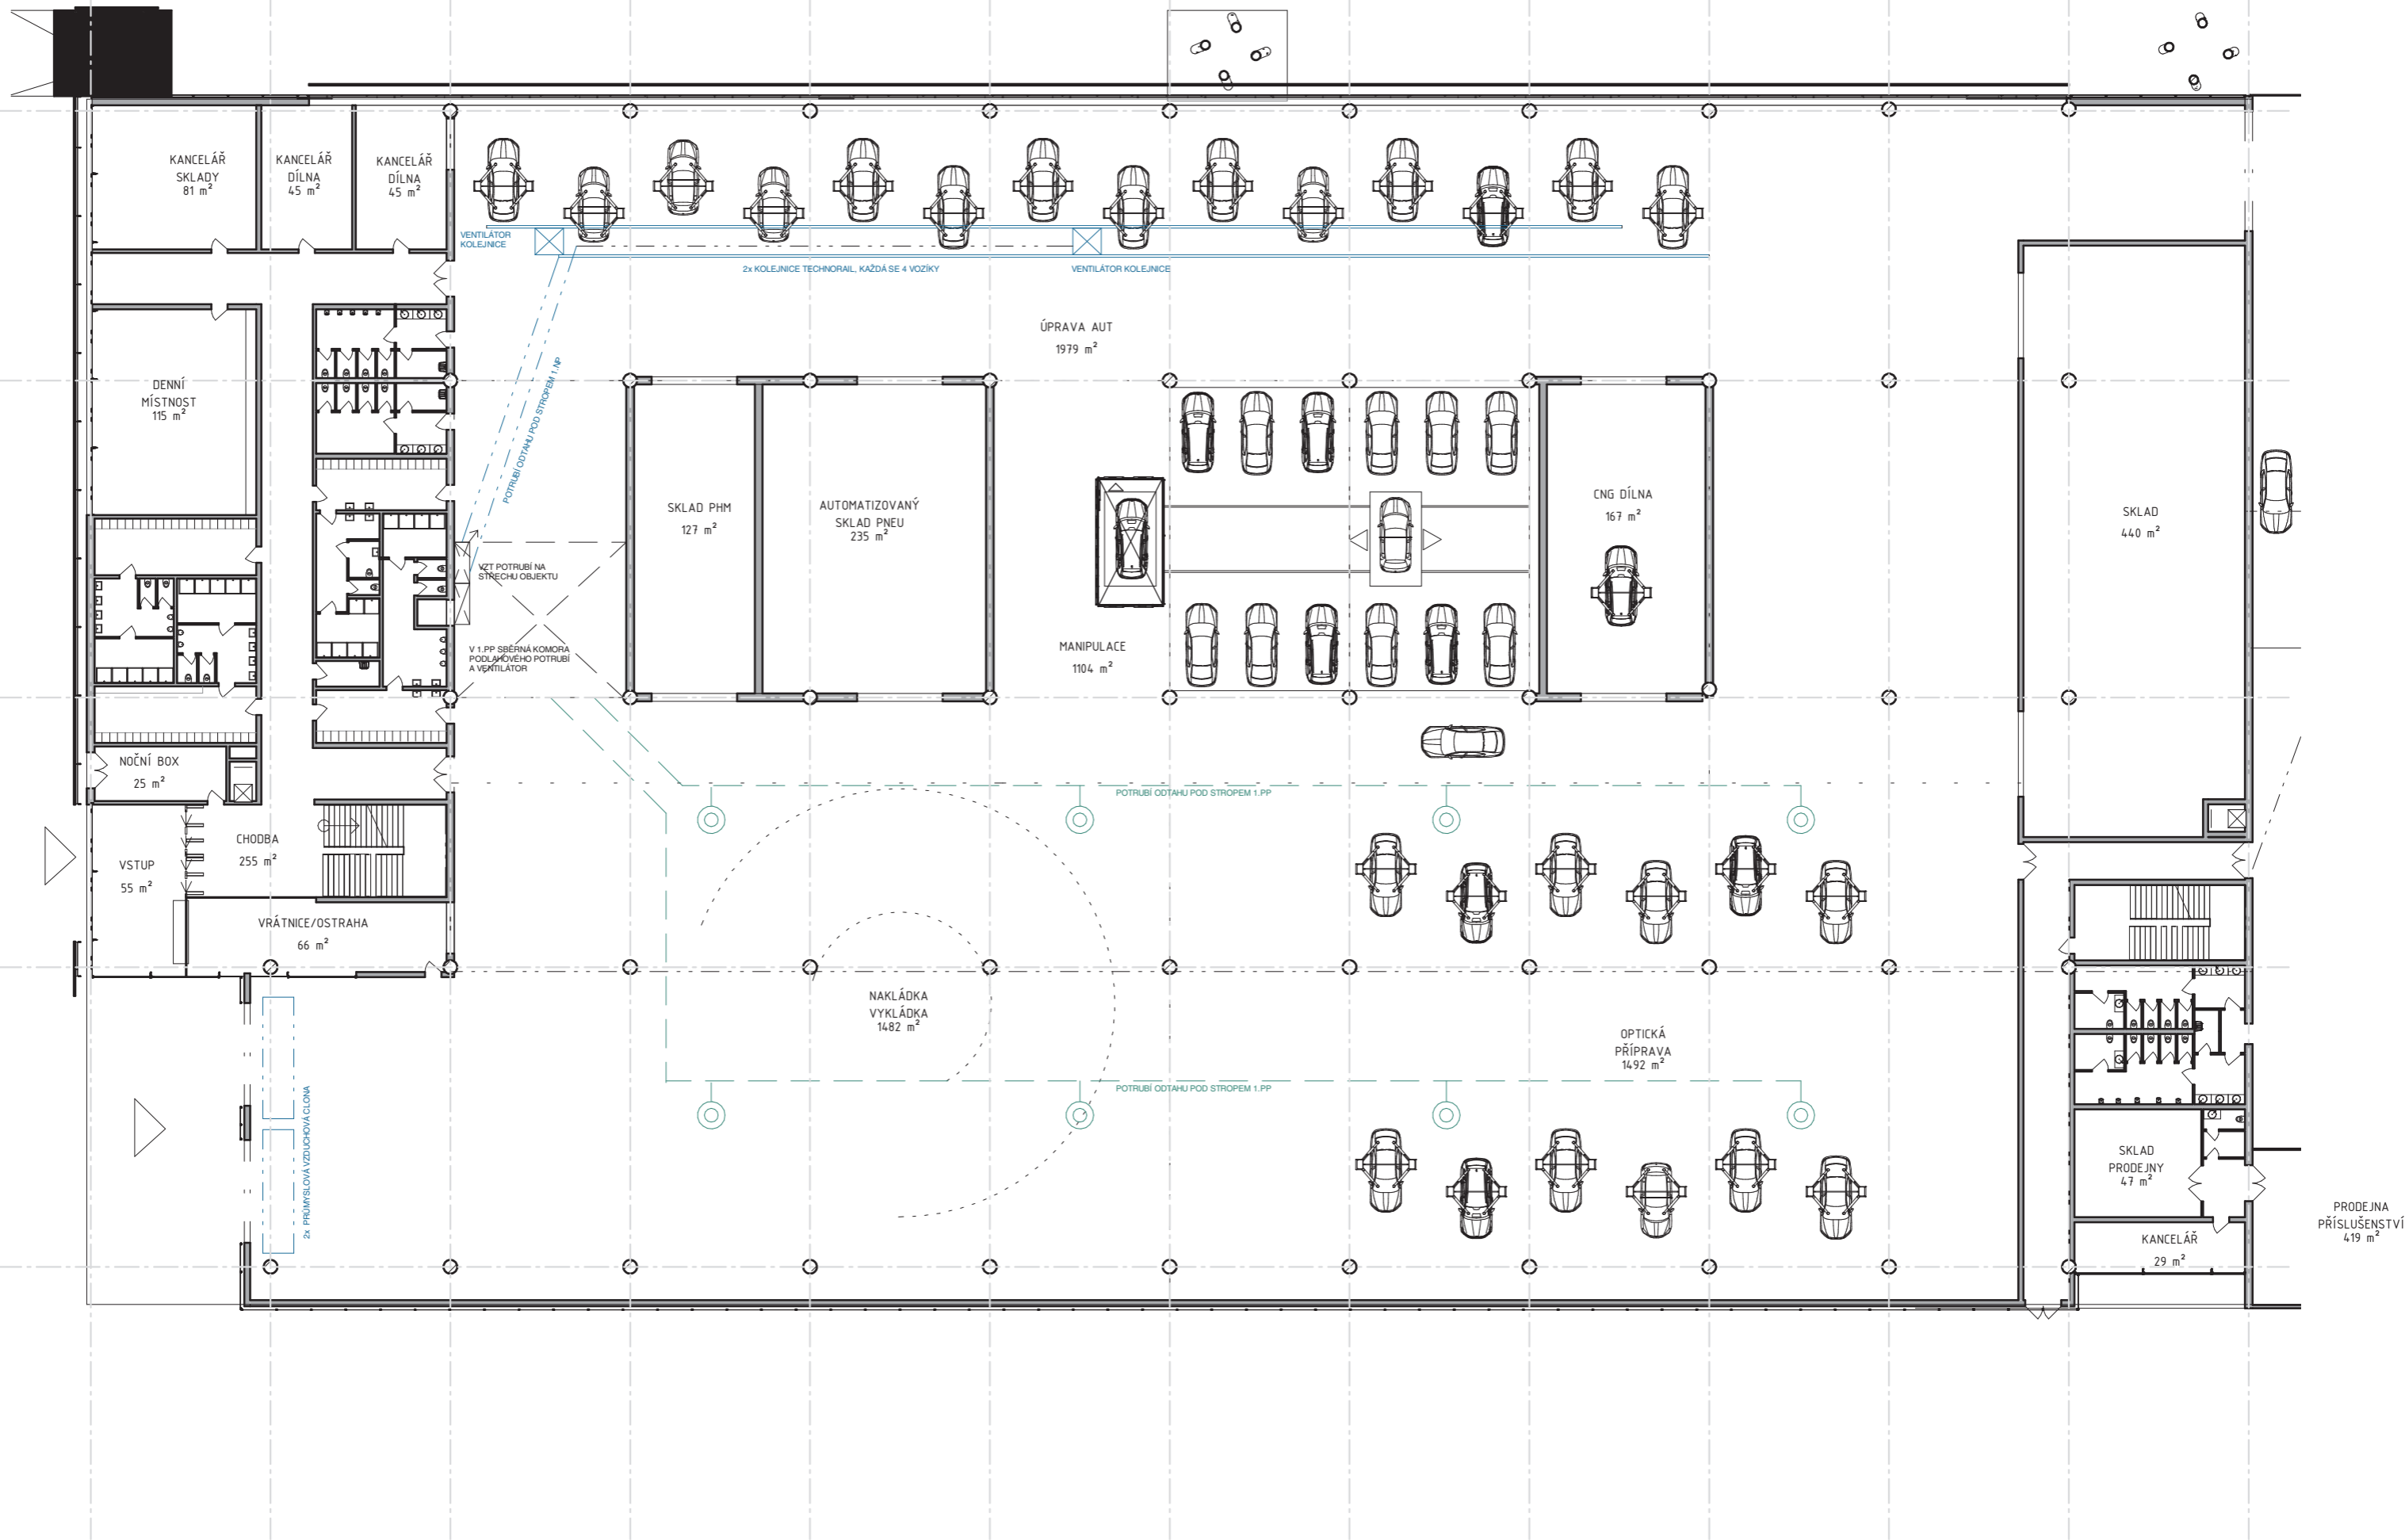 KANCELÁŘ
SKLADY
81 m²
KANCELÁŘ
DÍLNA
45 m²
KANCELÁŘ
DÍLNA
45 m²
VENTILÁTOR
KOLEJNICE
2x KOLEJNICE TECHNORAIL, KAŽDÁ SE 4 VOZÍKY
VENTILÁTOR KOLEJNICE
ÚPRAVA AUT
1979 m²
POTRUBÍ ODTAHU POD STROPEM 1.NP
DENNÍ
MÍSTNOST
115 m²
SKLAD PHM
127 m²
AUTOMATIZOVANÝ
SKLAD PNEU
235 m²
CNG DÍLNA
167 m²
SKLAD
440 m²
VZT POTRUBÍ NA
STŘECHU OBJEKTU
V 1.PP SBĚRNÁ KOMORA
PODLAHOVÉHO POTRUBÍ
A VENTILÁTOR
MANIPULACE
1104 m²
NOČNÍ BOX
25 m²
POTRUBÍ ODTAHU POD STROPEM 1.PP
CHODBA
255 m²
VSTUP
55 m²
VRÁTNICE/OSTRAHA
66 m²
NAKLÁDKA
VYKLÁDKA
1482 m²
OPTICKÁ
PŘÍPRAVA
1492 m²
POTRUBÍ ODTAHU POD STROPEM 1.PP
2x PRŮMYSLOVÁ VZDUCHOVÁ CLONA
SKLAD
PRODEJNY
47 m²
KANCELÁŘ
29 m²
PRODEJNA
PŘÍSLUŠENSTVÍ
419 m²